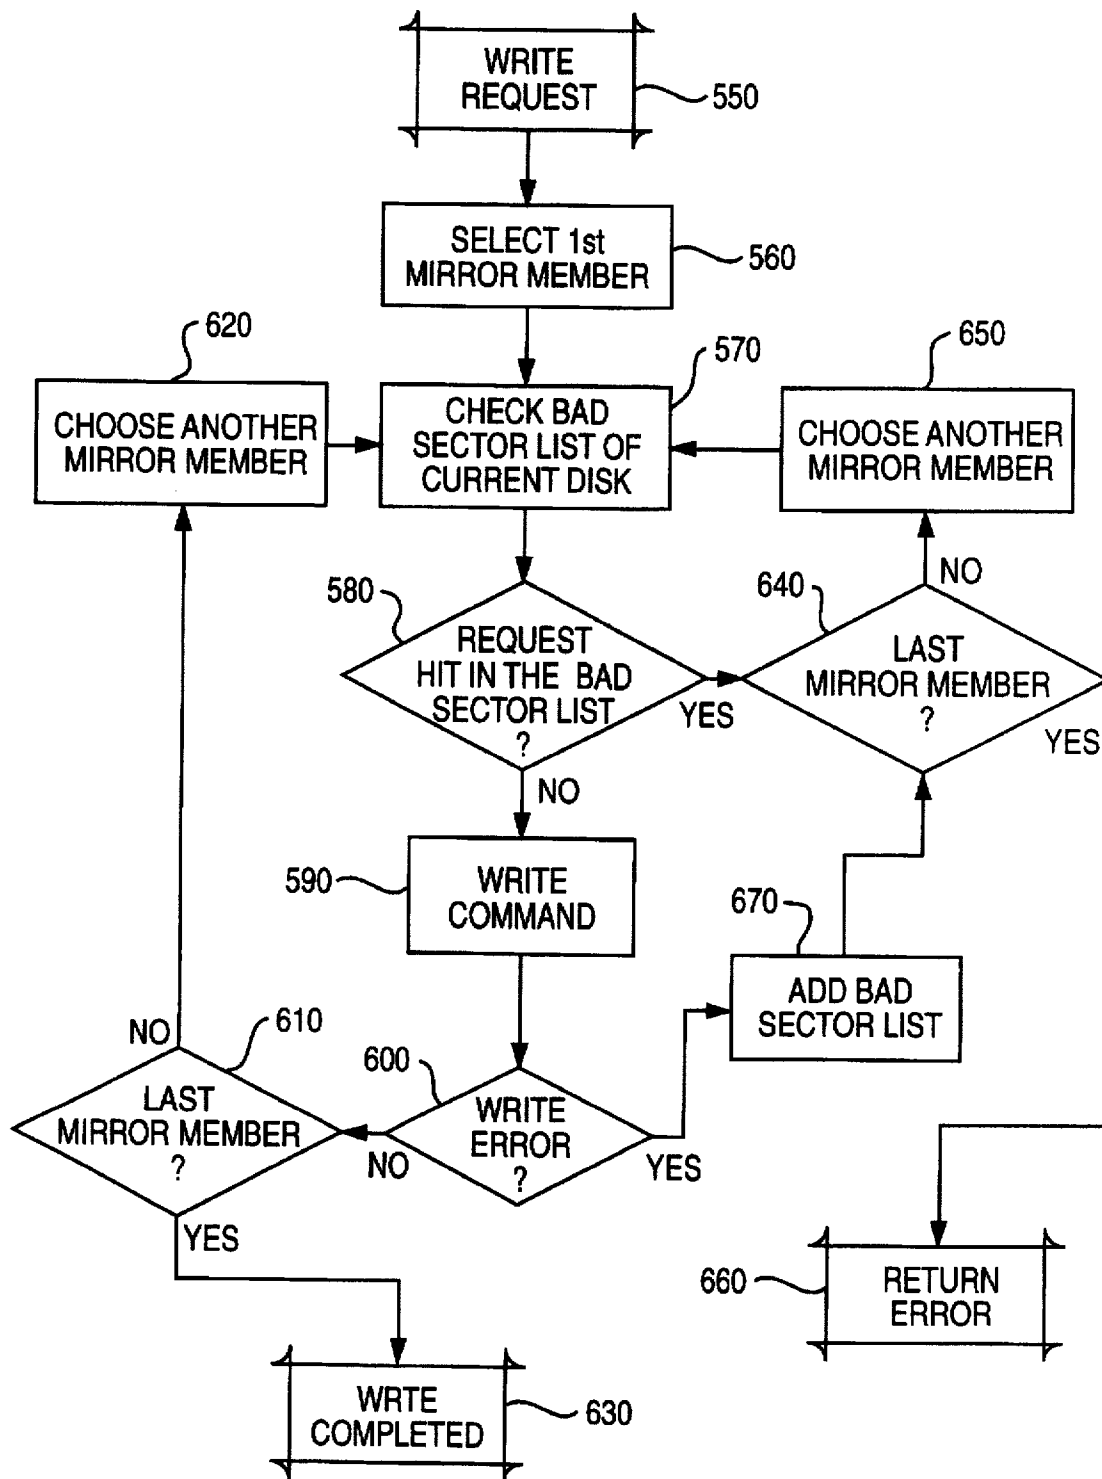 WRITE
REQUEST
550
SELECT 1st
MIRROR MEMBER
560
620
CHOOSE ANOTHER
MIRROR MEMBER
570
CHECK BAD
SECTOR LIST OF
CURRENT DISK
650
CHOOSE ANOTHER
MIRROR MEMBER
580
REQUEST
HIT IN THE BAD
SECTOR LIST
?
YES
NO
640
NO
LAST
MIRROR MEMBER
?
YES
590
WRITE
COMMAND
670
ADD BAD
SECTOR LIST
600
WRITE
ERROR
?
NO
YES
610
NO
LAST
MIRROR MEMBER
?
YES
660
RETURN
ERROR
WRTE
COMPLETED
630